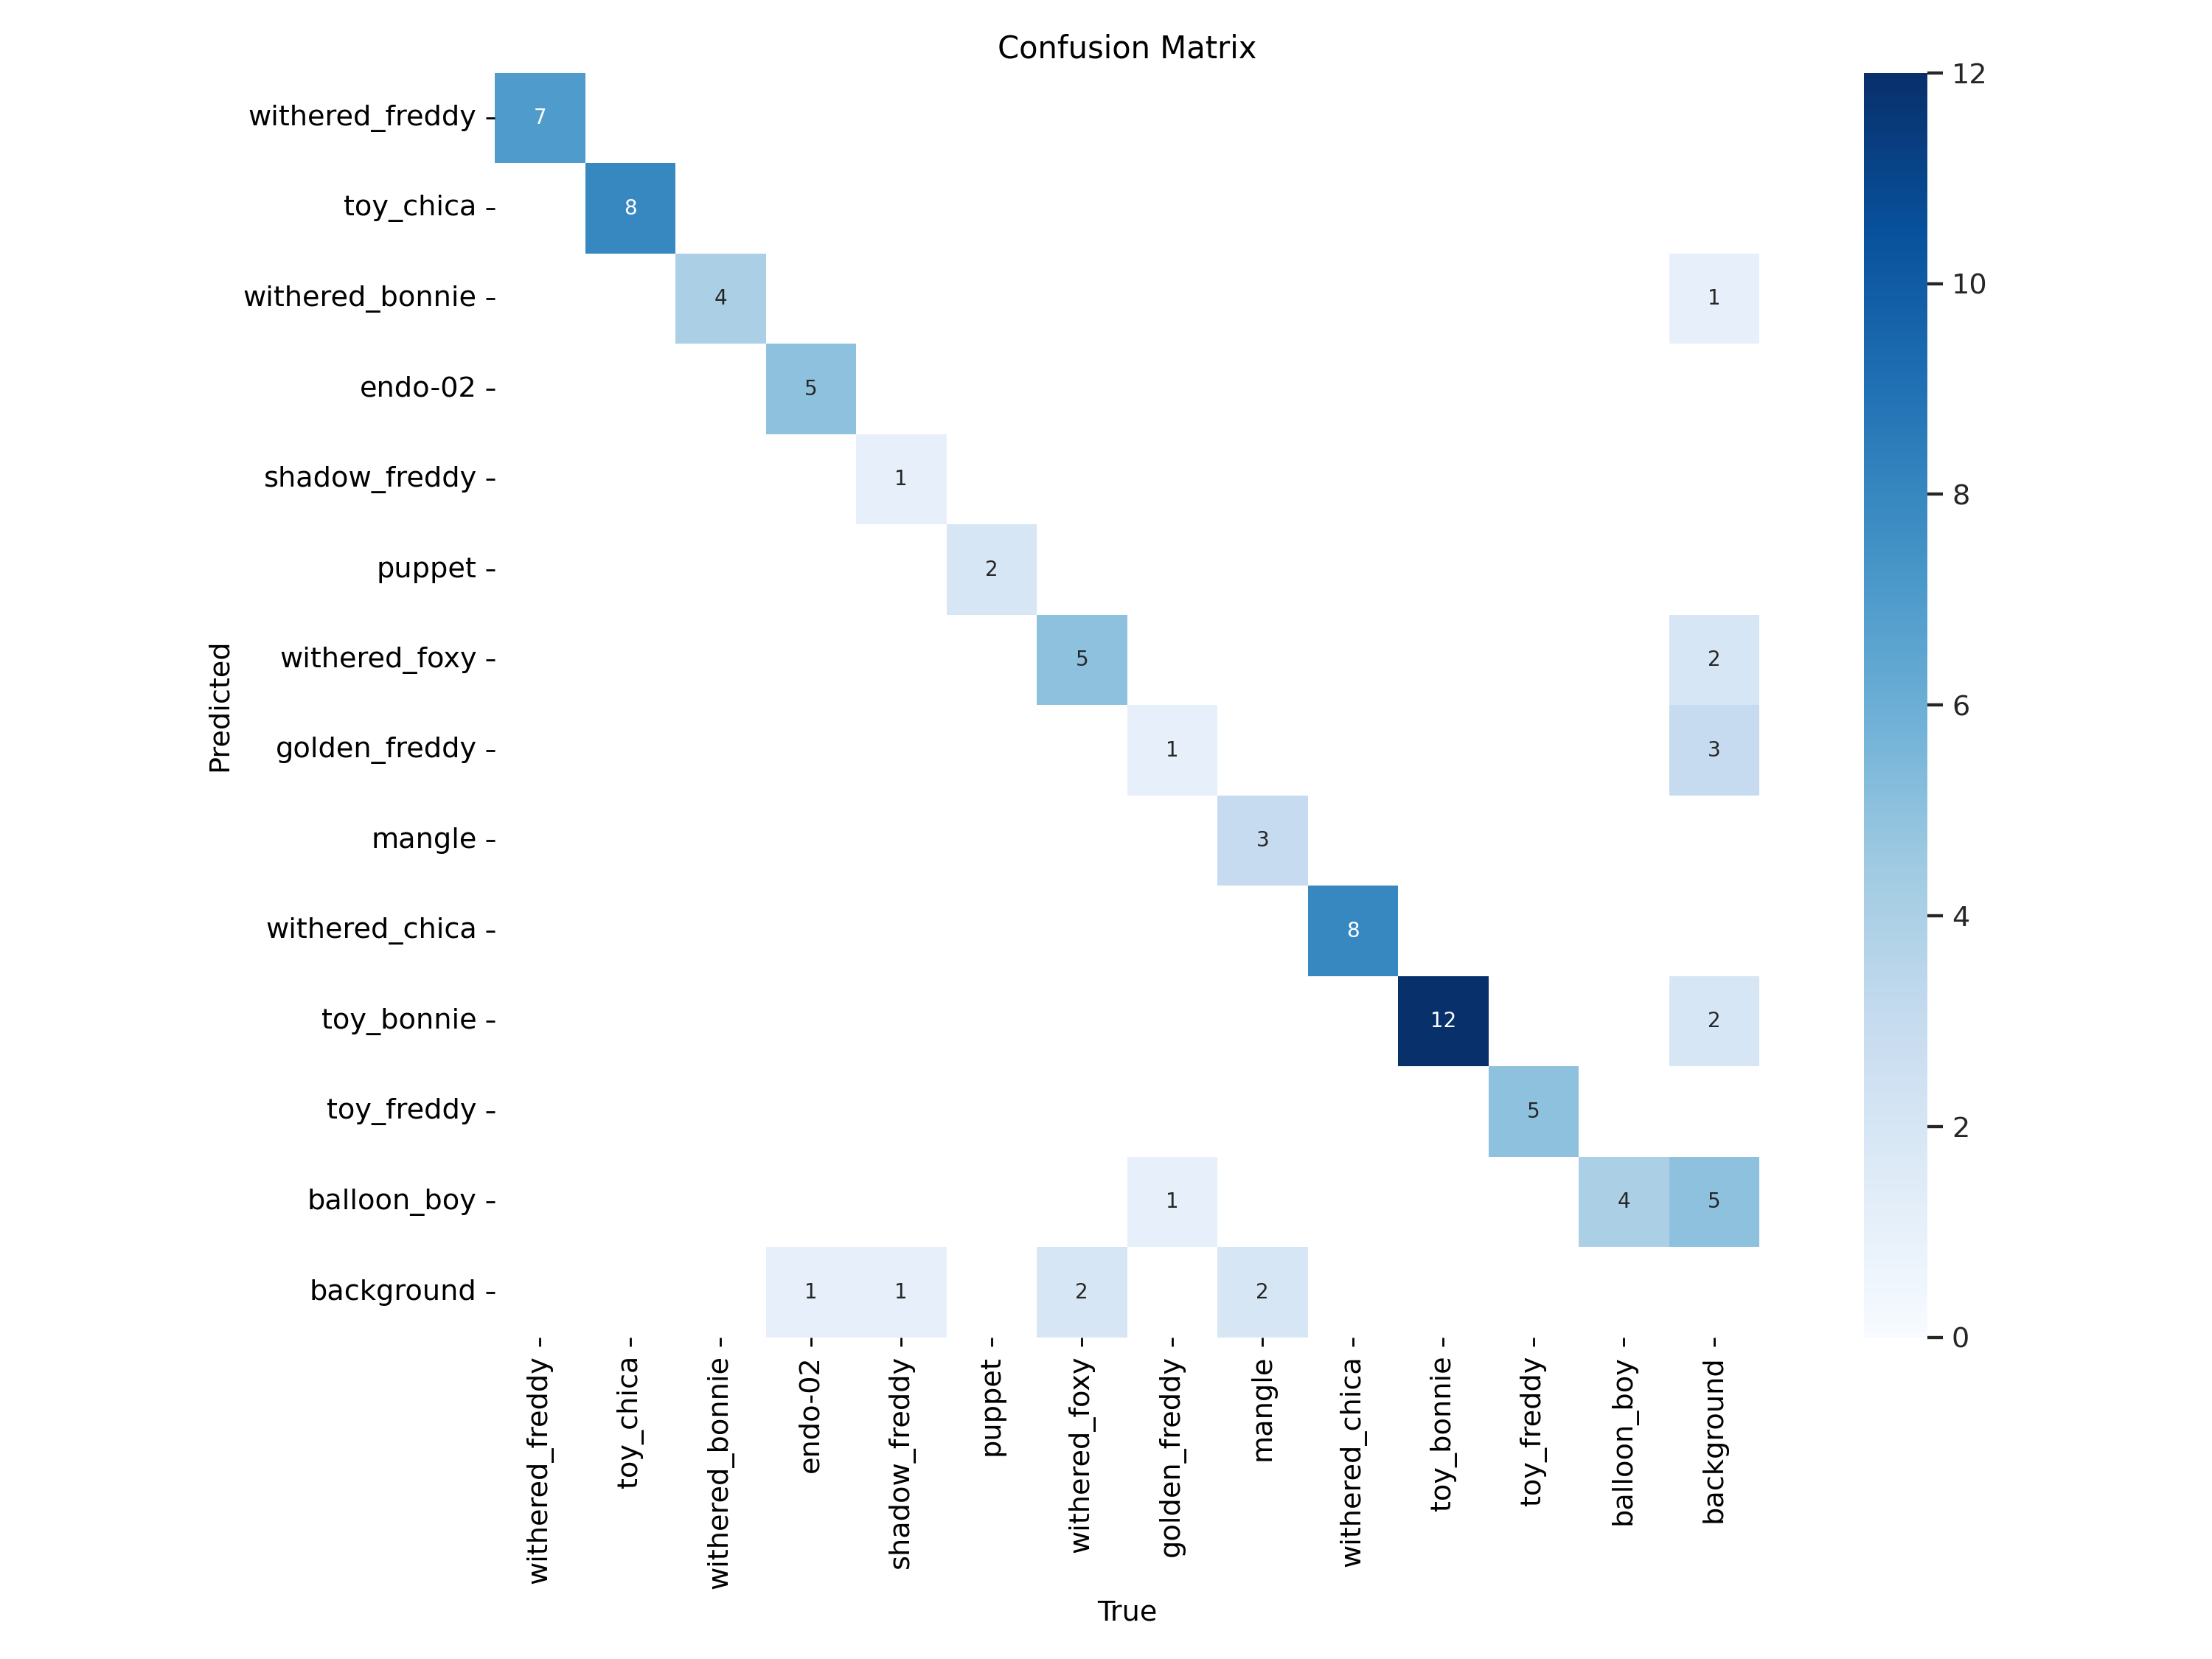 Confusion Matrix
withered_freddy
7
toy_chica
8
withered_bonnie
4
1
endo-02
5
shadow_freddy
1
puppet
2
withered_foxy
5
2
golden_freddy
1
3
mangle
3
withered_chica
8
toy_bonnie
12
2
toy_freddy
5
balloon_boy
1
4
5
background
1
1
2
2
Predicted
withered_freddy
toy_chica
withered_bonnie
endo-02
shadow_freddy
puppet
withered_foxy
golden_freddy
mangle
withered_chica
toy_bonnie
toy_freddy
balloon_boy
background
True
12
10
8
6
4
2
0